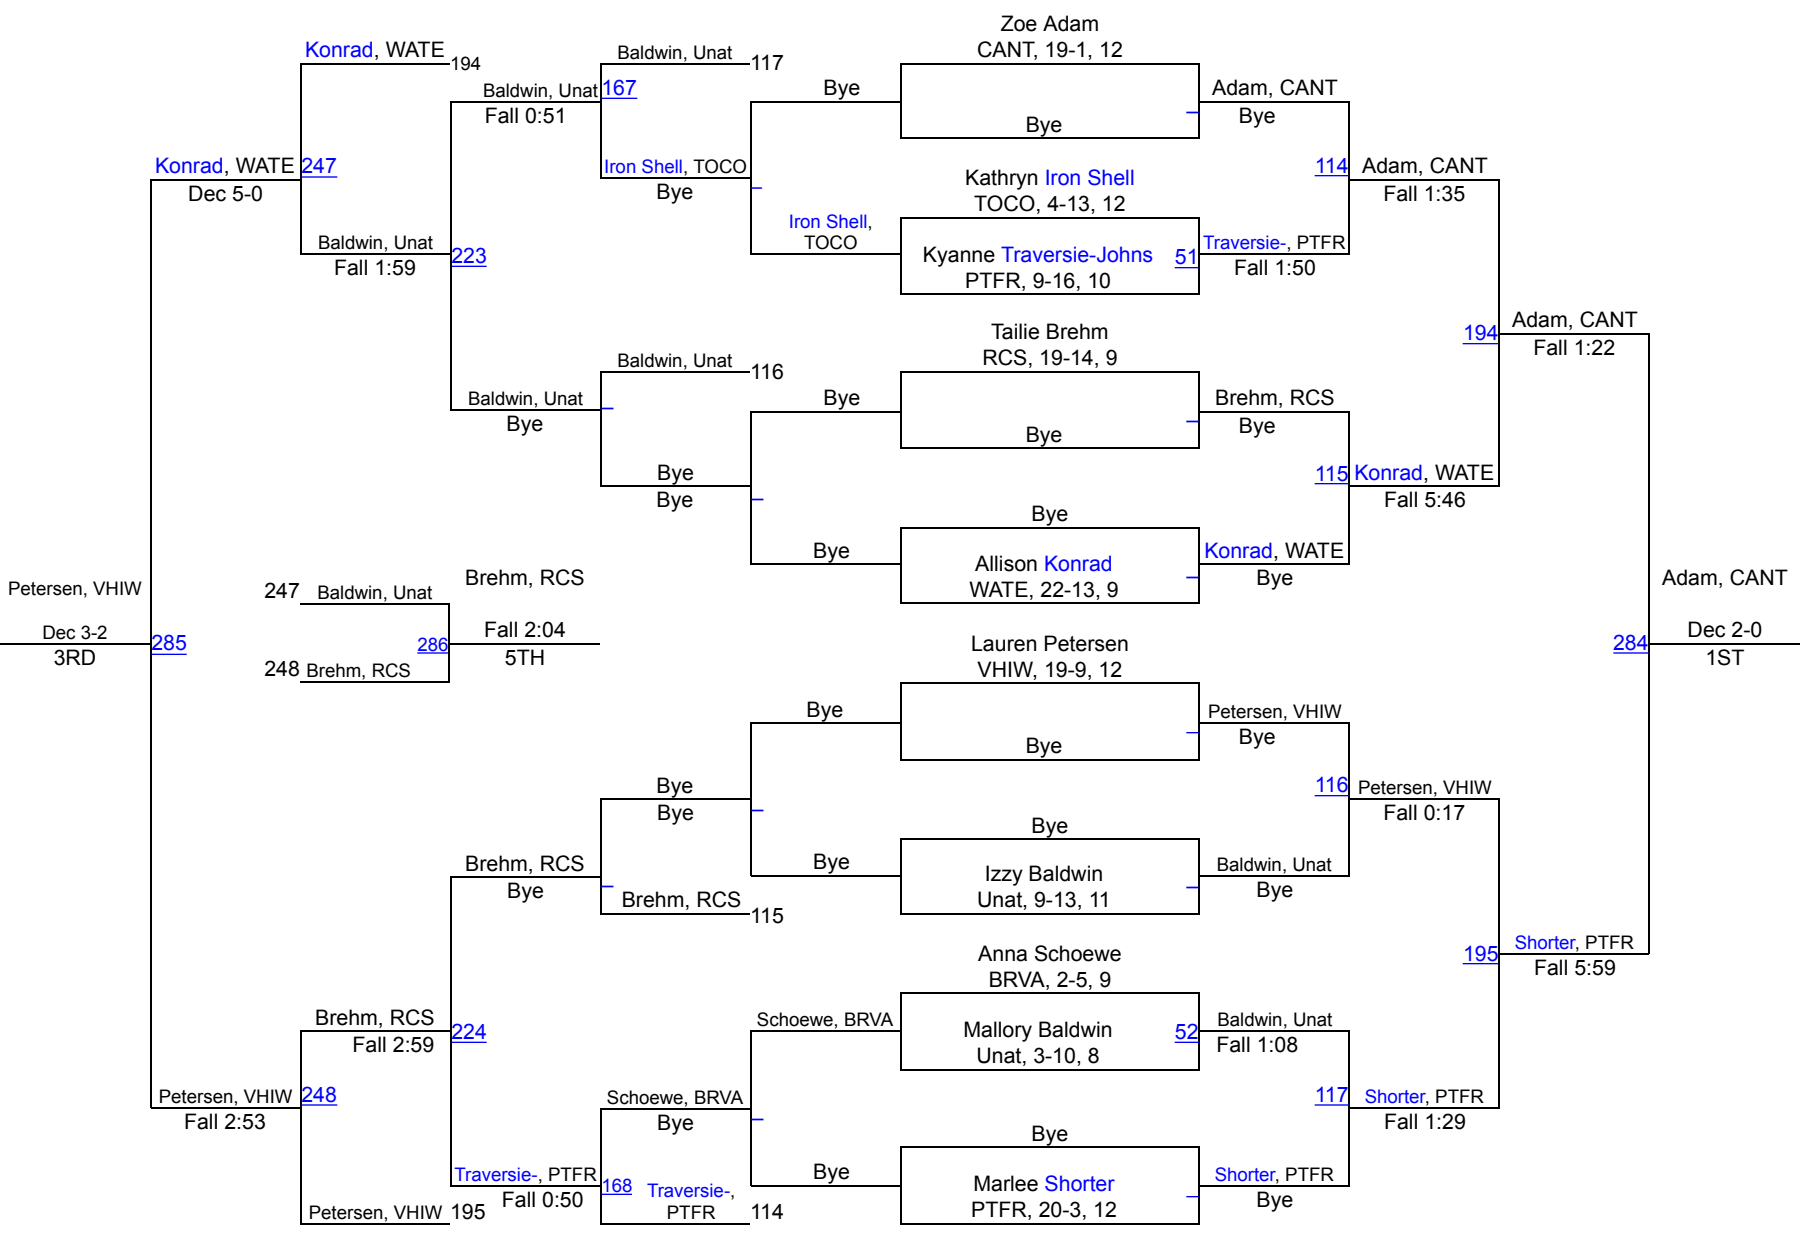 Zoe Adam
Konrad, WATE
194
Baldwin, Unat
117
CANT, 19-1, 12
Baldwin, Unat
167
Bye
Adam, CANT
Fall 0:51
Bye
Bye
Konrad, WATE
247
Iron Shell, TOCO
114
Adam, CANT
Dec 5-0
Bye
Kathryn Iron Shell
Fall 1:35
TOCO, 4-13, 12
Iron Shell,
TOCO
Baldwin, Unat
223
Kyanne Traversie-Johns
51
Traversie-, PTFR
Fall 1:59
PTFR, 9-16, 10
Fall 1:50
Tailie Brehm
194
Adam, CANT
Baldwin, Unat
116
RCS, 19-14, 9
Fall 1:22
Baldwin, Unat
Bye
Brehm, RCS
Bye
Bye
Bye
Bye
115
Konrad, WATE
Bye
Fall 5:46
Bye
Bye
Allison Konrad
Konrad, WATE
WATE, 22-13, 9
Bye
Petersen, VHIW
247
Baldwin, Unat
Brehm, RCS
Adam, CANT
Dec 3-2
285
286
Fall 2:04
Lauren Petersen
284
Dec 2-0
3RD
248
Brehm, RCS
5TH
VHIW, 19-9, 12
1ST
Bye
Petersen, VHIW
Bye
Bye
Bye
116
Petersen, VHIW
Bye
Fall 0:17
Bye
Brehm, RCS
Bye
Izzy Baldwin
Baldwin, Unat
Bye
Brehm, RCS
115
Unat, 9-13, 11
Bye
Anna Schoewe
195
Shorter, PTFR
BRVA, 2-5, 9
Fall 5:59
Brehm, RCS
224
Schoewe, BRVA
Mallory Baldwin
52
Baldwin, Unat
Fall 2:59
Unat, 3-10, 8
Fall 1:08
Petersen, VHIW
248
Schoewe, BRVA
117
Shorter, PTFR
Fall 2:53
Bye
Fall 1:29
Bye
Traversie-, PTFR
168
Traversie-,
PTFR
114
Bye
Marlee Shorter
Shorter, PTFR
Fall 0:50
PTFR, 20-3, 12
Bye
Petersen, VHIW
195